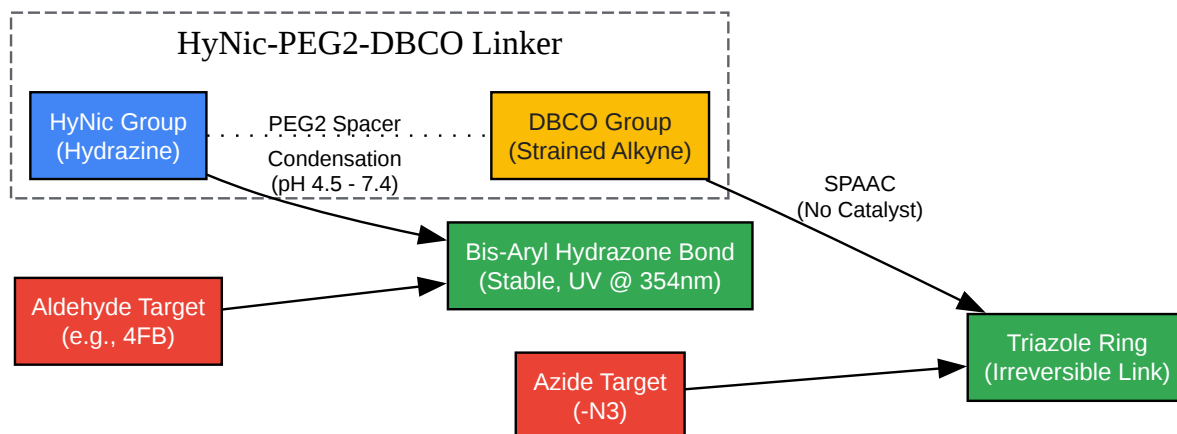 HyNic-PEG2-DBCO Linker
HyNic Group
(Hydrazine)
PEG2 Spacer
DBCO Group
(Strained Alkyne)
Condensation
(pH 4.5 - 7.4)
SPAAC
(No Catalyst)
Bis-Aryl Hydrazone Bond
(Stable, UV @ 354nm)
Aldehyde Target
(e.g., 4FB)
Triazole Ring
(Irreversible Link)
Azide Target
(-N3)